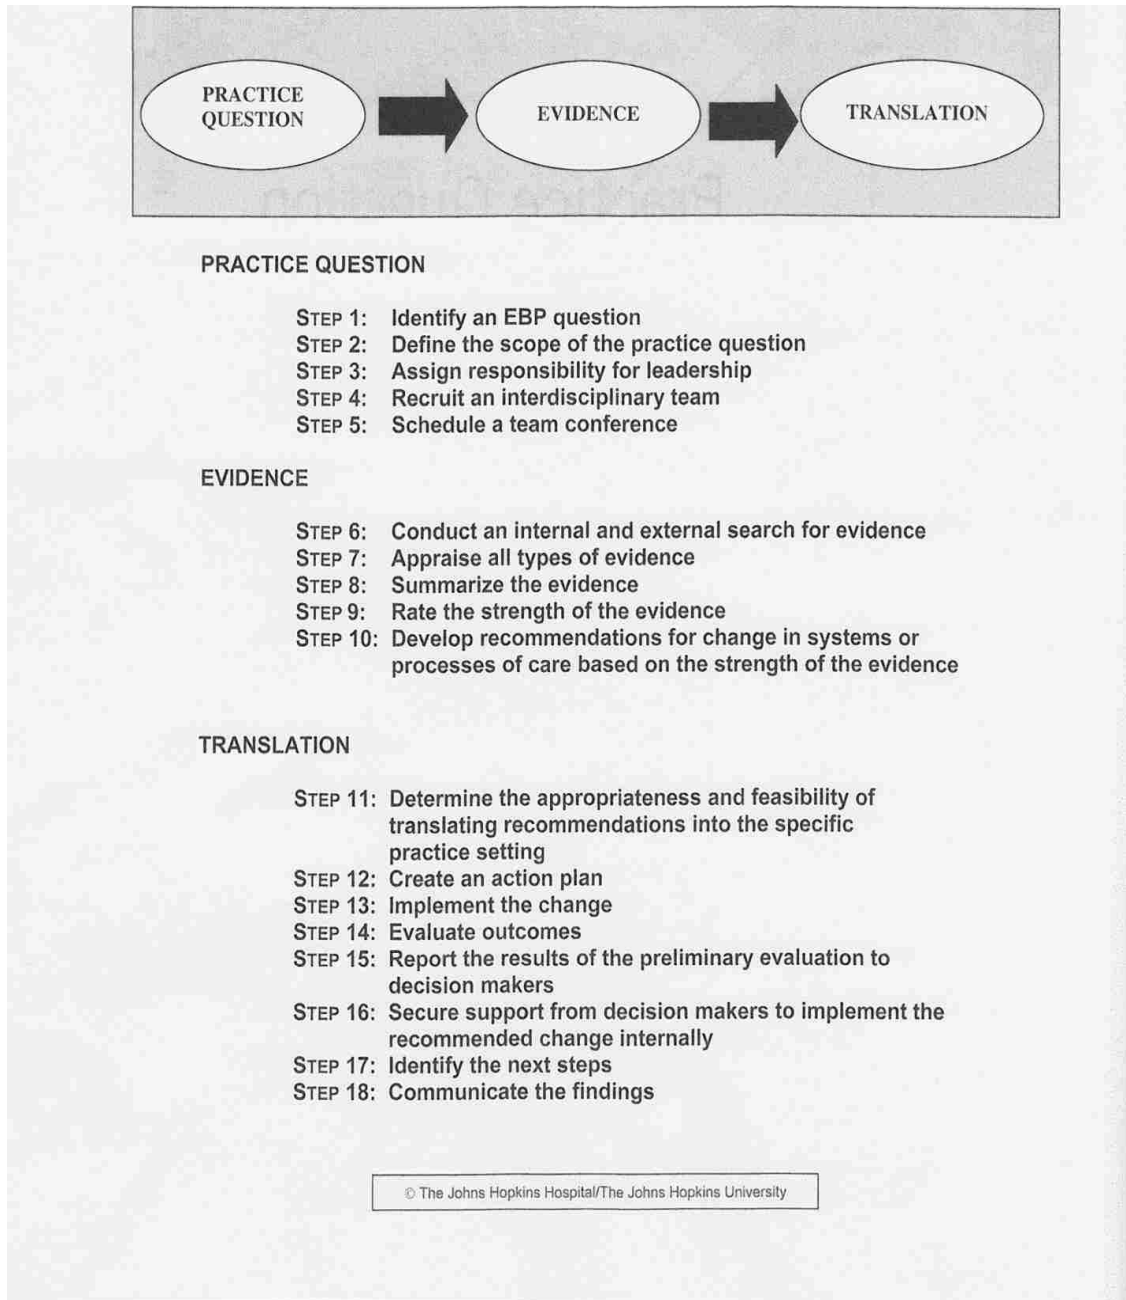 PRACTICE
QUESTION
EVIDENCE
TRANSLATION
PRACTICE QUESTION
STEP 1: Identify an EBP question
STEP 2: Define the scope of the practice question
STEP 3: Assign responsibility for leadership
STEP 4: Recruit an interdisciplinary team
STEP 5: Schedule a team conference
EVIDENCE
STEP 6: Conduct an internal and external search for evidence
STEP 7: Appraise all types of evidence
STEP 8: Summarize the evidence
STEP 9: Rate the strength of the evidence
STEP 10: Develop recommendations for change in systems or
processes of care based on the strength of the evidence
TRANSLATION
STEP 11: Determine the appropriateness and feasibility of
translating recommendations into the specific
practice setting
STEP 12: Create an action plan
STEP 13: Implement the change
STEP 14: Evaluate outcomes
STEP 15: Report the results of the preliminary evaluation to
decision makers
STEP 16: Secure support from decision makers to implement the
recommended change internally
STEP 17: Identify the next steps
STEP 18: Communicate the findings
© The Johns Hopkins Hospital/The Johns Hopkins University